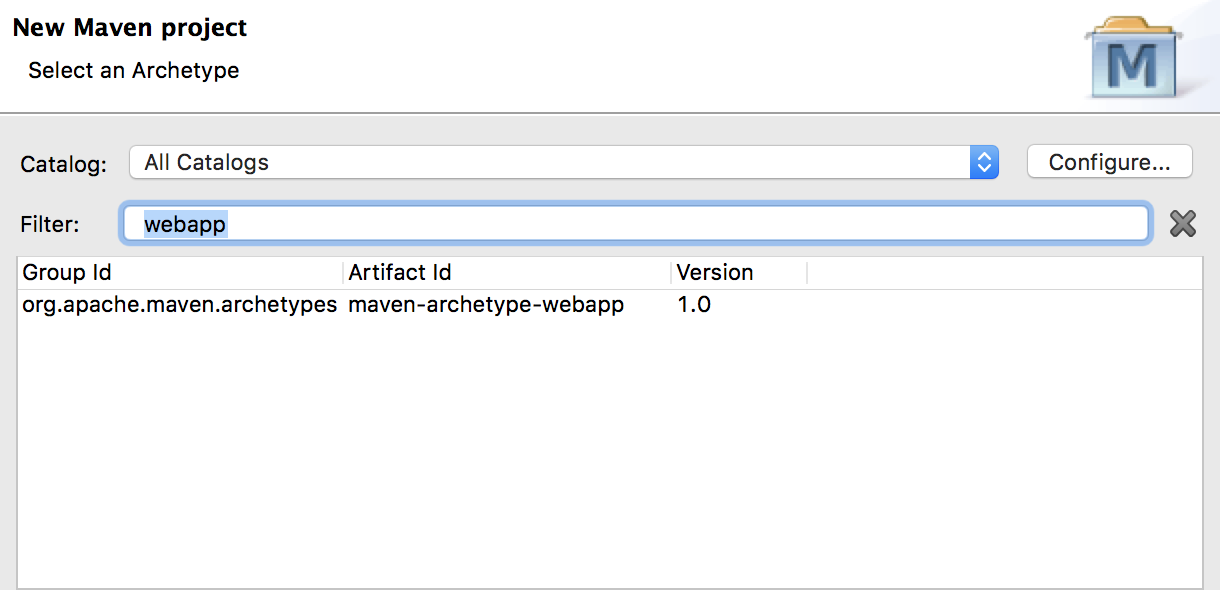 New Maven project
Select an Archetype
M
Catalog: All Catalogs Configure...
Filter: webapp
Group Id Artifact Id Version
org.apache.maven.archetypes maven-archetype-webapp 1.0